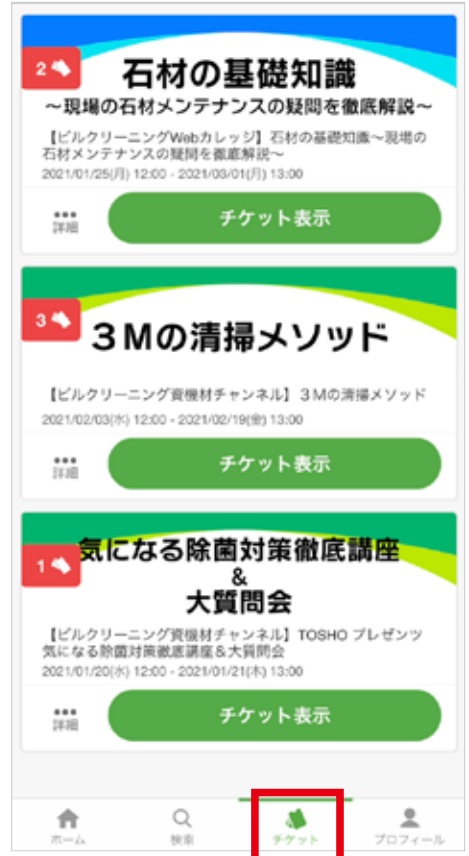 2
石材の基礎知識
～現場の石材メンテナンスの疑問を徹底解説～
【ビルクリーニングWebカレッジ】石材の基礎知識～現場の
石材メンテナンスの疑問を徹底解説～
2021/01/25(月) 12:00 - 2021/03/01(月) 13:00
詳細
チケット表示
3
３Mの清掃メソッド
【ビルクリーニング資機材チャンネル】３Mの清掃メソッド
2021/02/03(水) 12:00 - 2021/02/19(金) 13:00
詳細
チケット表示
1
気になる除菌対策徹底講座
&
大質問会
【ビルクリーニング資機材チャンネル】TOSHO プレゼンツ
気になる除菌対策徹底講座＆大質問会
2021/01/20(水) 12:00 - 2021/01/21(木) 13:00
詳細
チケット表示
ホーム
検索
チケット
プロフィール